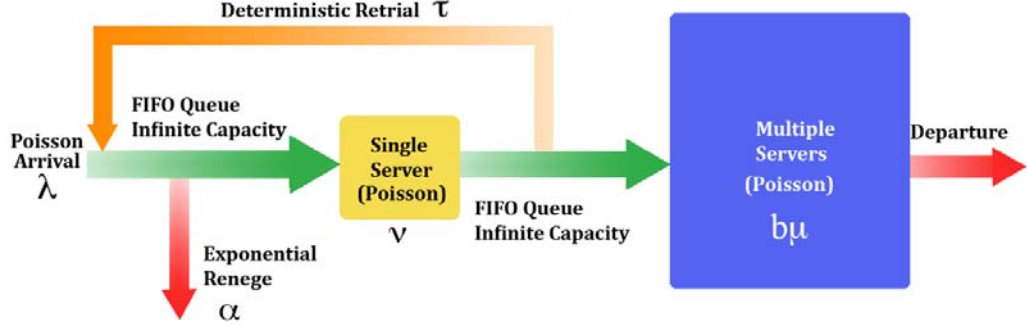 Deterministic Retrial τ
FIFO Queue
Infinite Capacity
Poisson
Arrival
λ
Single
Server
(Poisson)
ν
FIFO Queue
Infinite Capacity
Multiple
Servers
(Poisson)
bμ
Departure
Exponential
Renege
α